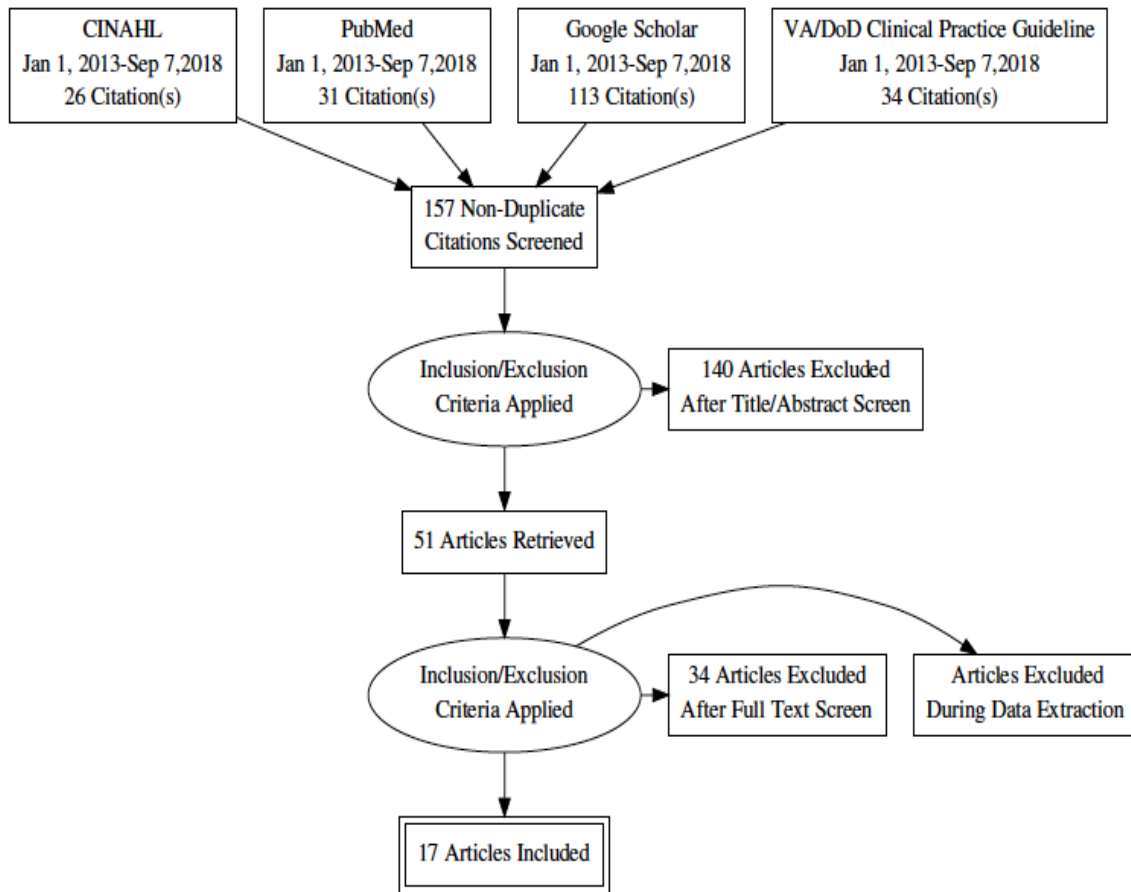 CINAHL
Jan 1, 2013-Sep 7,2018
26 Citation(s)
PubMed
Jan 1, 2013-Sep 7,2018
31 Citation(s)
Google Scholar
Jan 1, 2013-Sep 7,2018
113 Citation(s)
VA/DoD Clinical Practice Guideline
Jan 1, 2013-Sep 7,2018
34 Citation(s)
157 Non-Duplicate
Citations Screened
Inclusion/Exclusion
Criteria Applied
140 Articles Excluded
After Title/Abstract Screen
51 Articles Retrieved
Inclusion/Exclusion
Criteria Applied
34 Articles Excluded
After Full Text Screen
Articles Excluded
During Data Extraction
17 Articles Included